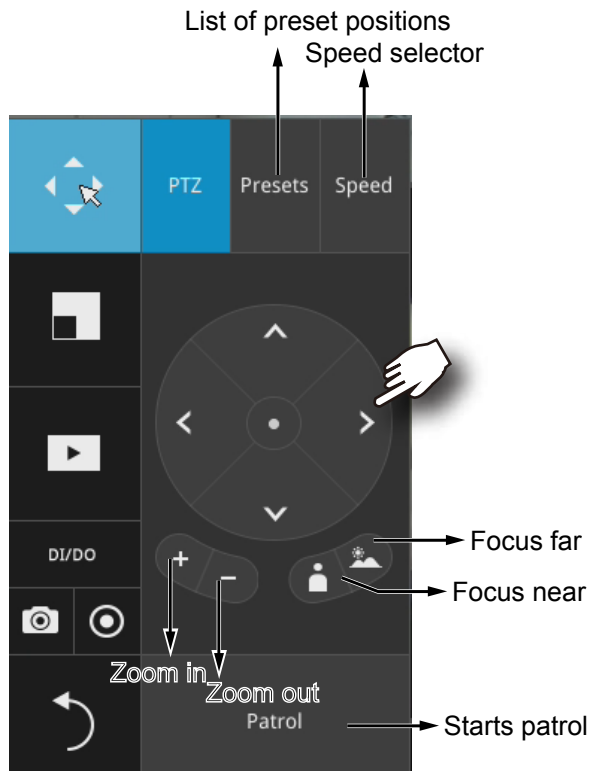 List of preset positions
Speed selector
PTZ
Presets
Speed
DI/DO
Focus far
Focus near
Zoom in
Zoom out
Patrol
Starts patrol